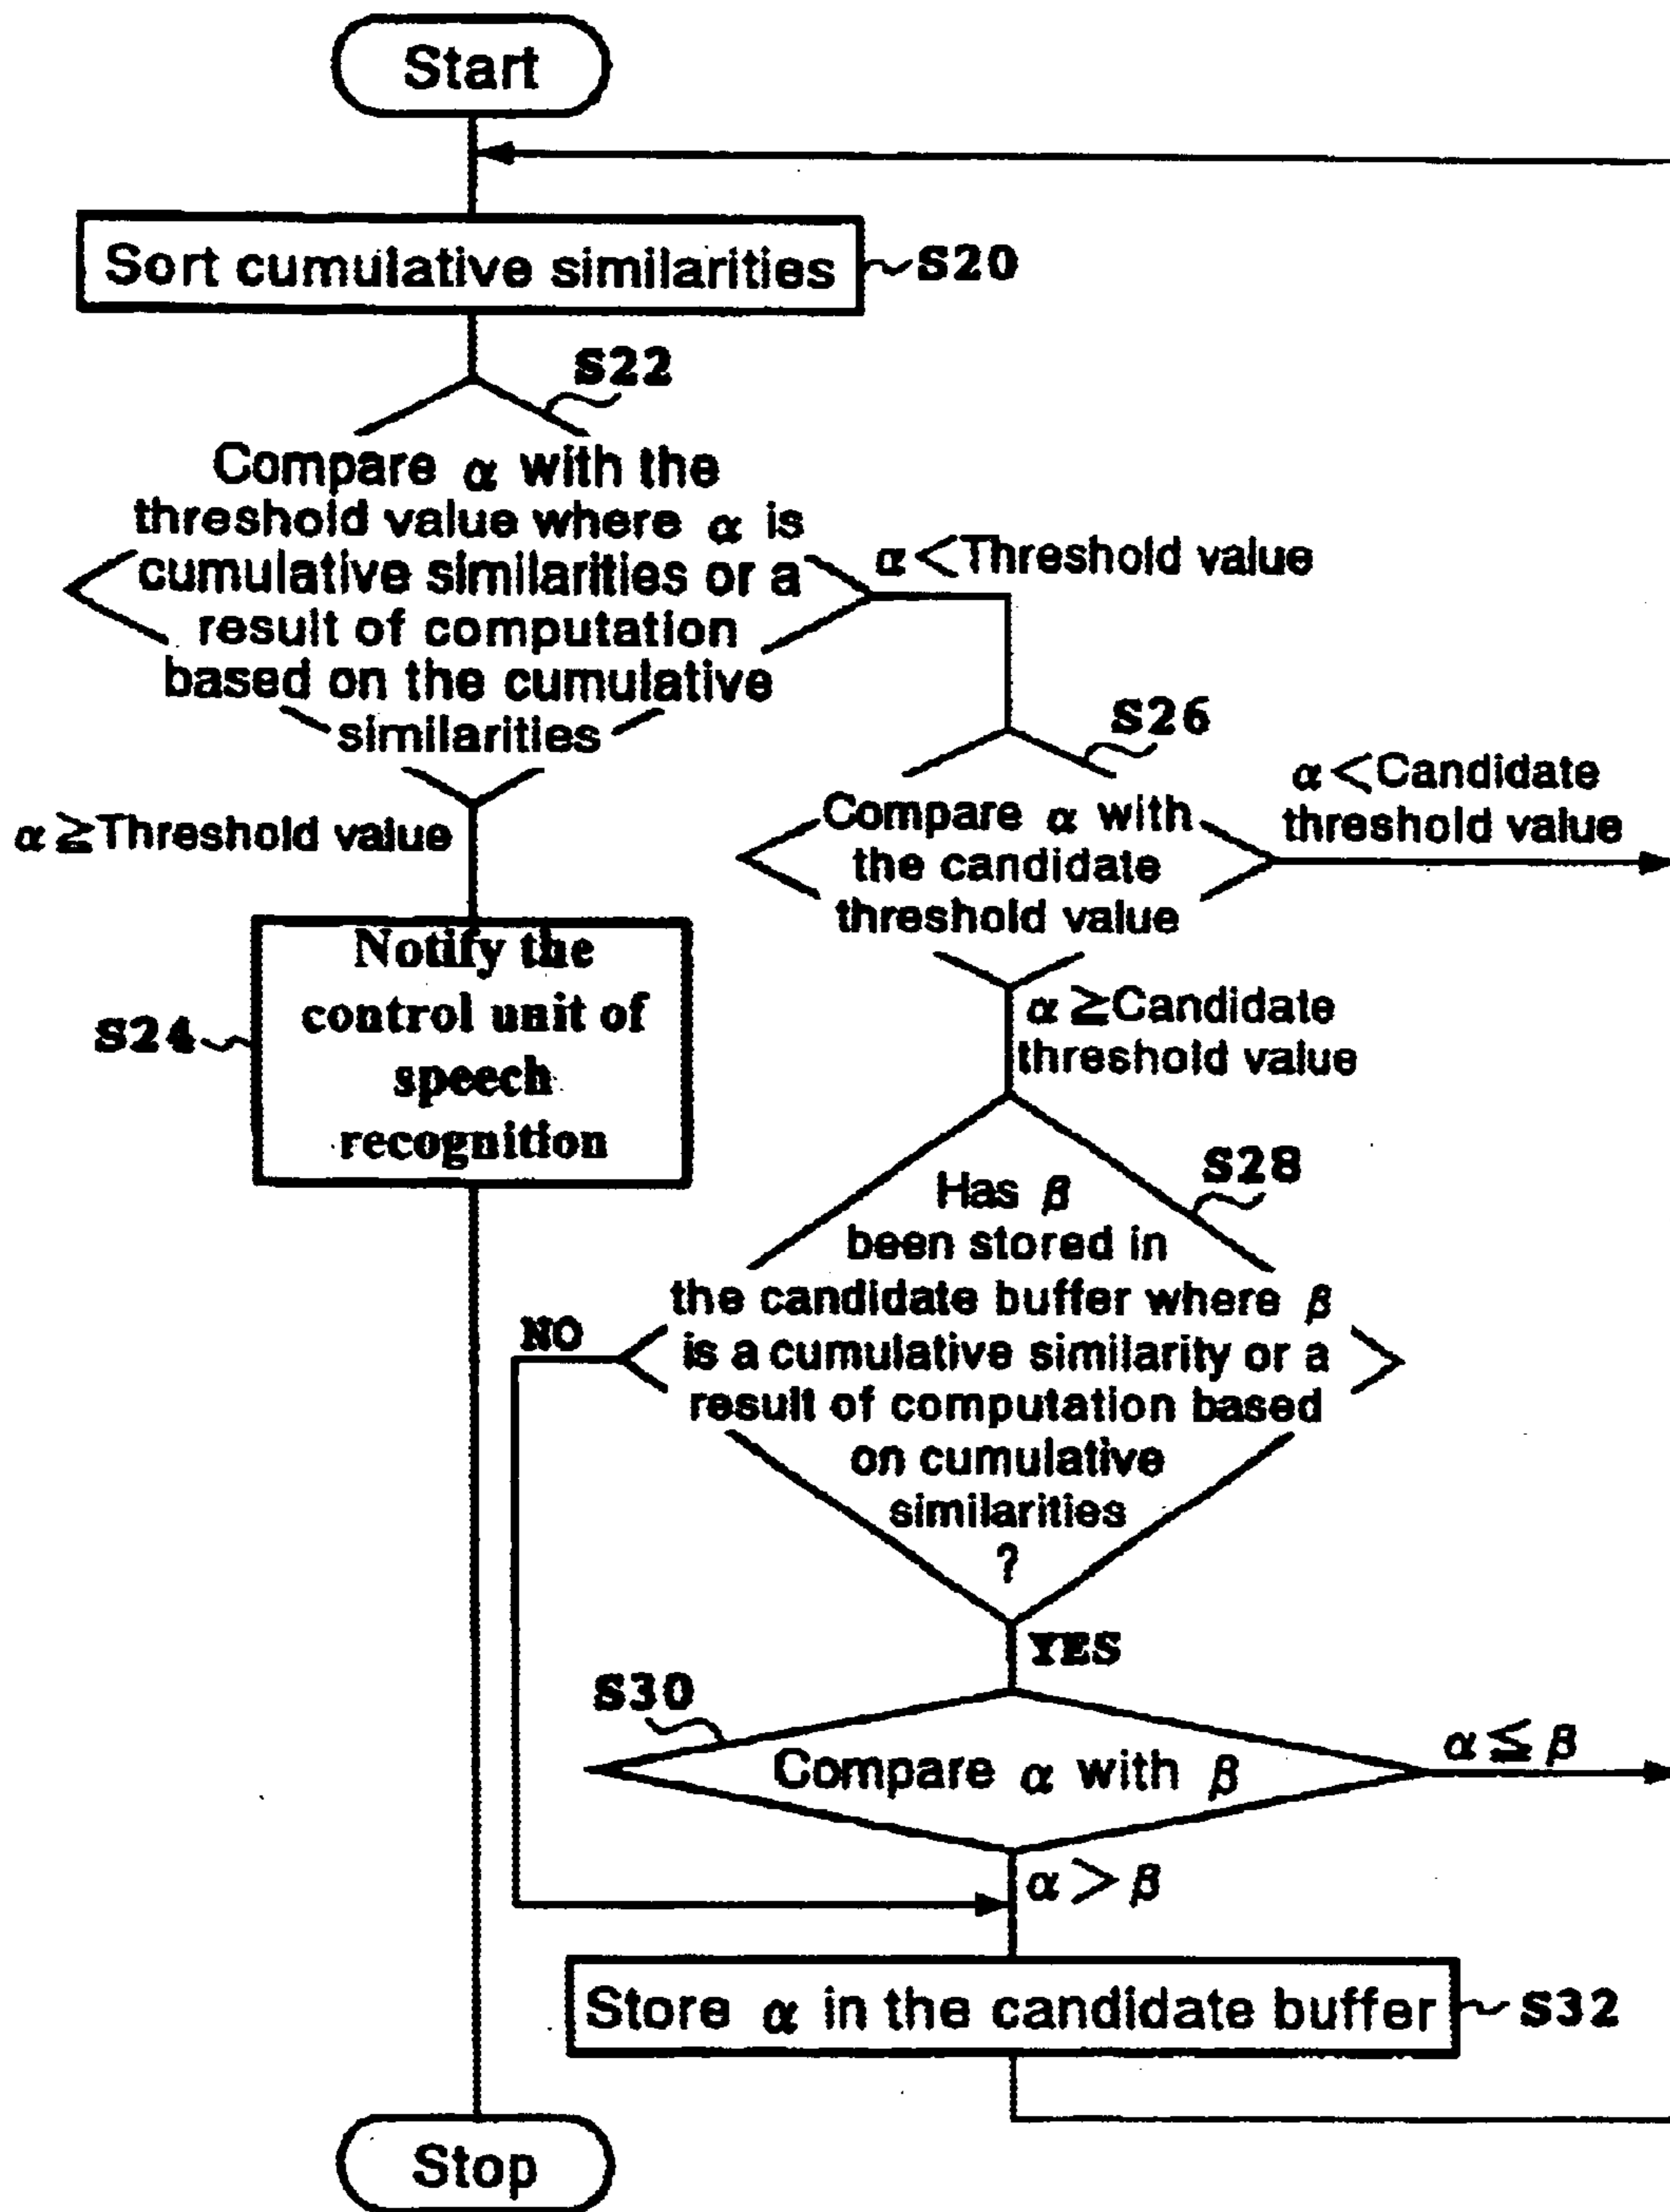 Start
Sort cumulative similarities
S20
S22
Compare α with the
threshold value where α is
cumulative similarities or a
result of computation
based on the cumulative
similarities
α<Threshold value
α≧Threshold value
S26
Compare α with
the candidate
threshold value
α<Candidate
threshold value
α≧Candidate
threshold value
S24
Notify the
control unit of
speech
recognition
S28
Has β
been stored in
the candidate buffer where β
is a cumulative similarity or a
result of computation based
on cumulative
similarities
?
NO
YES
S30
Compare α with β
α≦β
α>β
Store α in the candidate buffer
S32
Stop